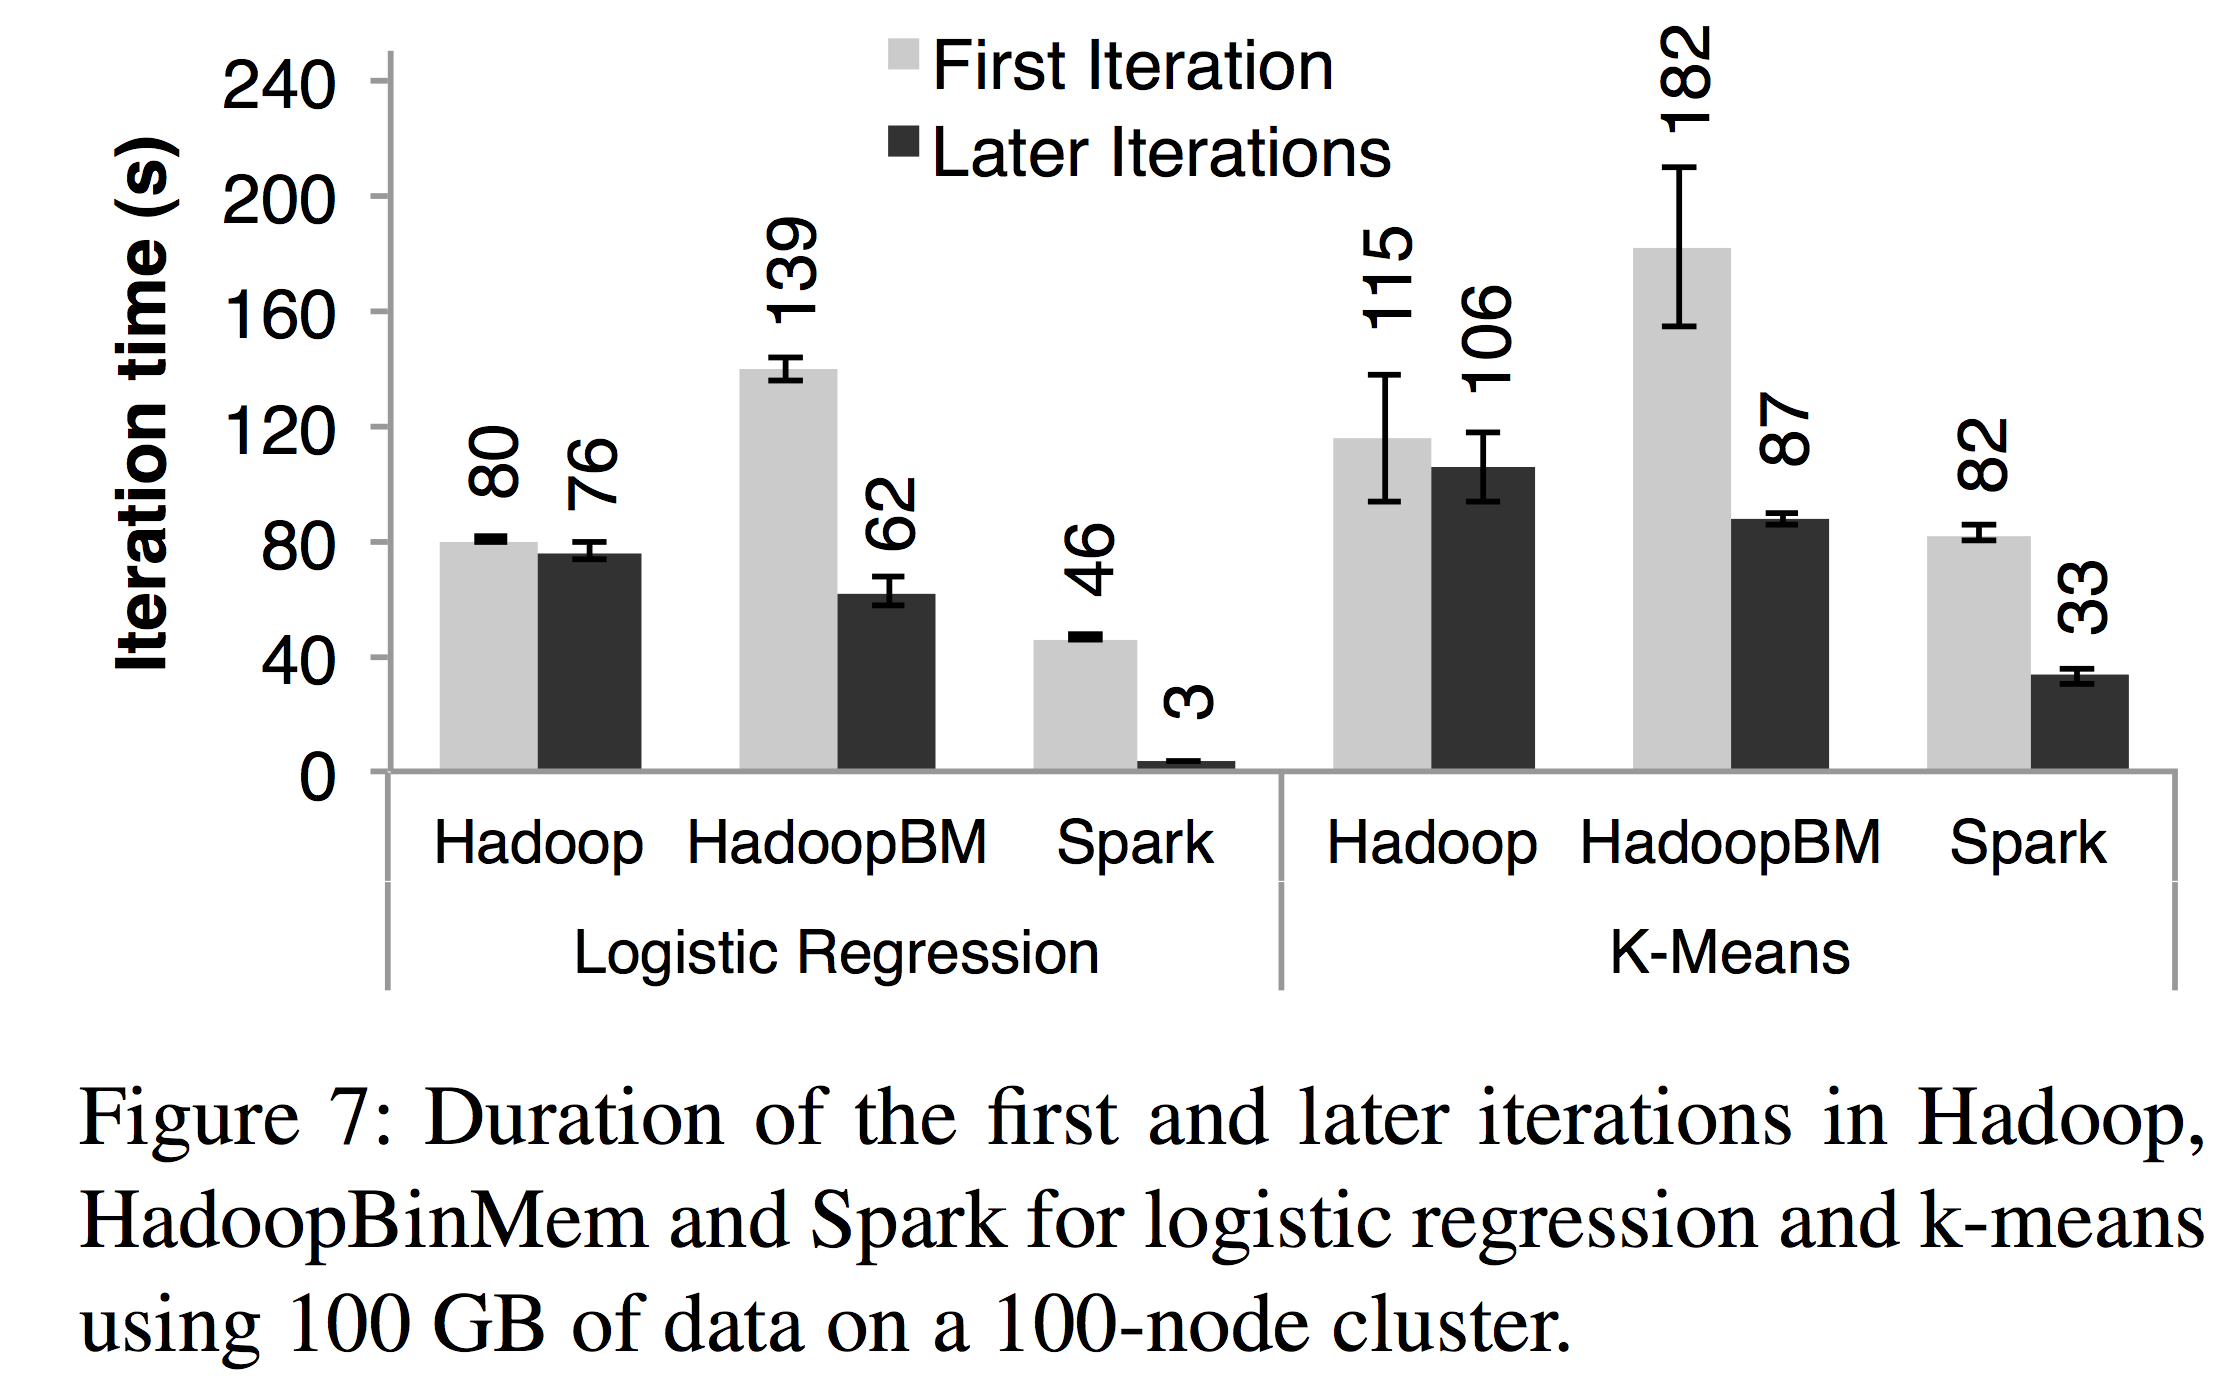 First Iteration
Later Iterations
Iteration time (s)
240
200
160
120
80
40
0
80
76
139
62
46
3
115
106
182
87
82
33
Hadoop HadoopBM Spark Hadoop HadoopBM Spark
Logistic Regression K-Means
Figure 7: Duration of the first and later iterations in Hadoop,
HadoopBinMem and Spark for logistic regression and k-means
using 100 GB of data on a 100-node cluster.